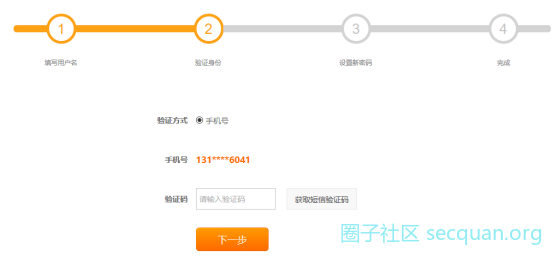 1 2 3 4
填写用户名 验证身份 设置新密码 完成
验证方式 手机号
手机号 131****6041
验证码 请输入验证码 获取短信验证码
下一步
圈子社区 secquan.org